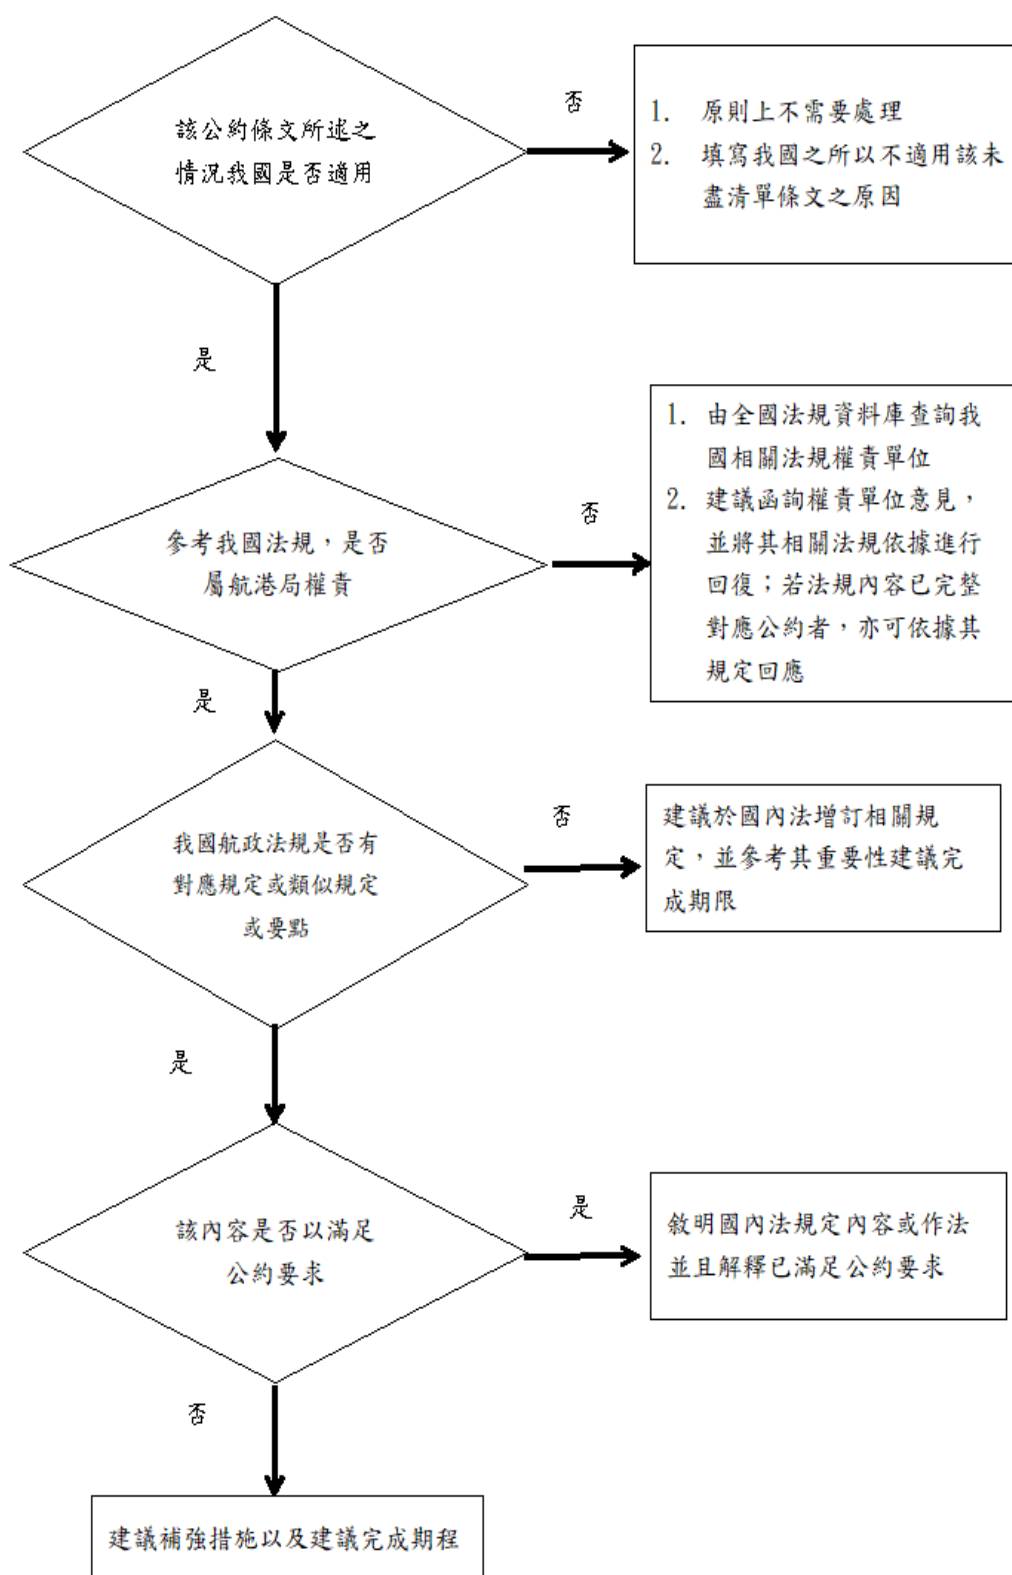 該公約條文所述之
情況我國是否適用
否
1. 原則上不需要處理
2. 填寫我國之所以不適用該未
盡清單條文之原因
是
參考我國法規，是否
屬航港局權責
否
1. 由全國法規資料庫查詢我
國相關法規權責單位
2. 建議函詢權責單位意見，
並將其相關法規依據進行
回復；若法規內容已完整
對應公約者，亦可依據其
規定回應
是
我國航政法規是否有
對應規定或類似規定
或要點
否
建議於國內法增訂相關規
定，並參考其重要性建議完
成期限
是
該內容是否以滿足
公約要求
是
敘明國內法規定內容或作法
並且解釋已滿足公約要求
否
建議補強措施以及建議完成期程